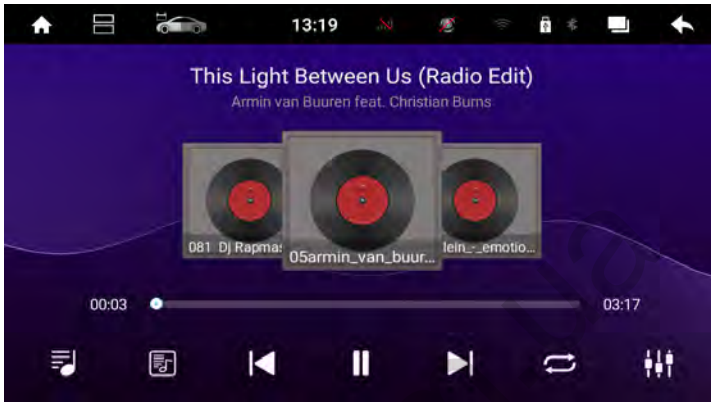 13:19
This Light Between Us (Radio Edit)
Armin van Buuren feat. Christian Burns
081 Dj Rapmas
05armin_van_buur...
lein_-_emotio...
00:03
03:17